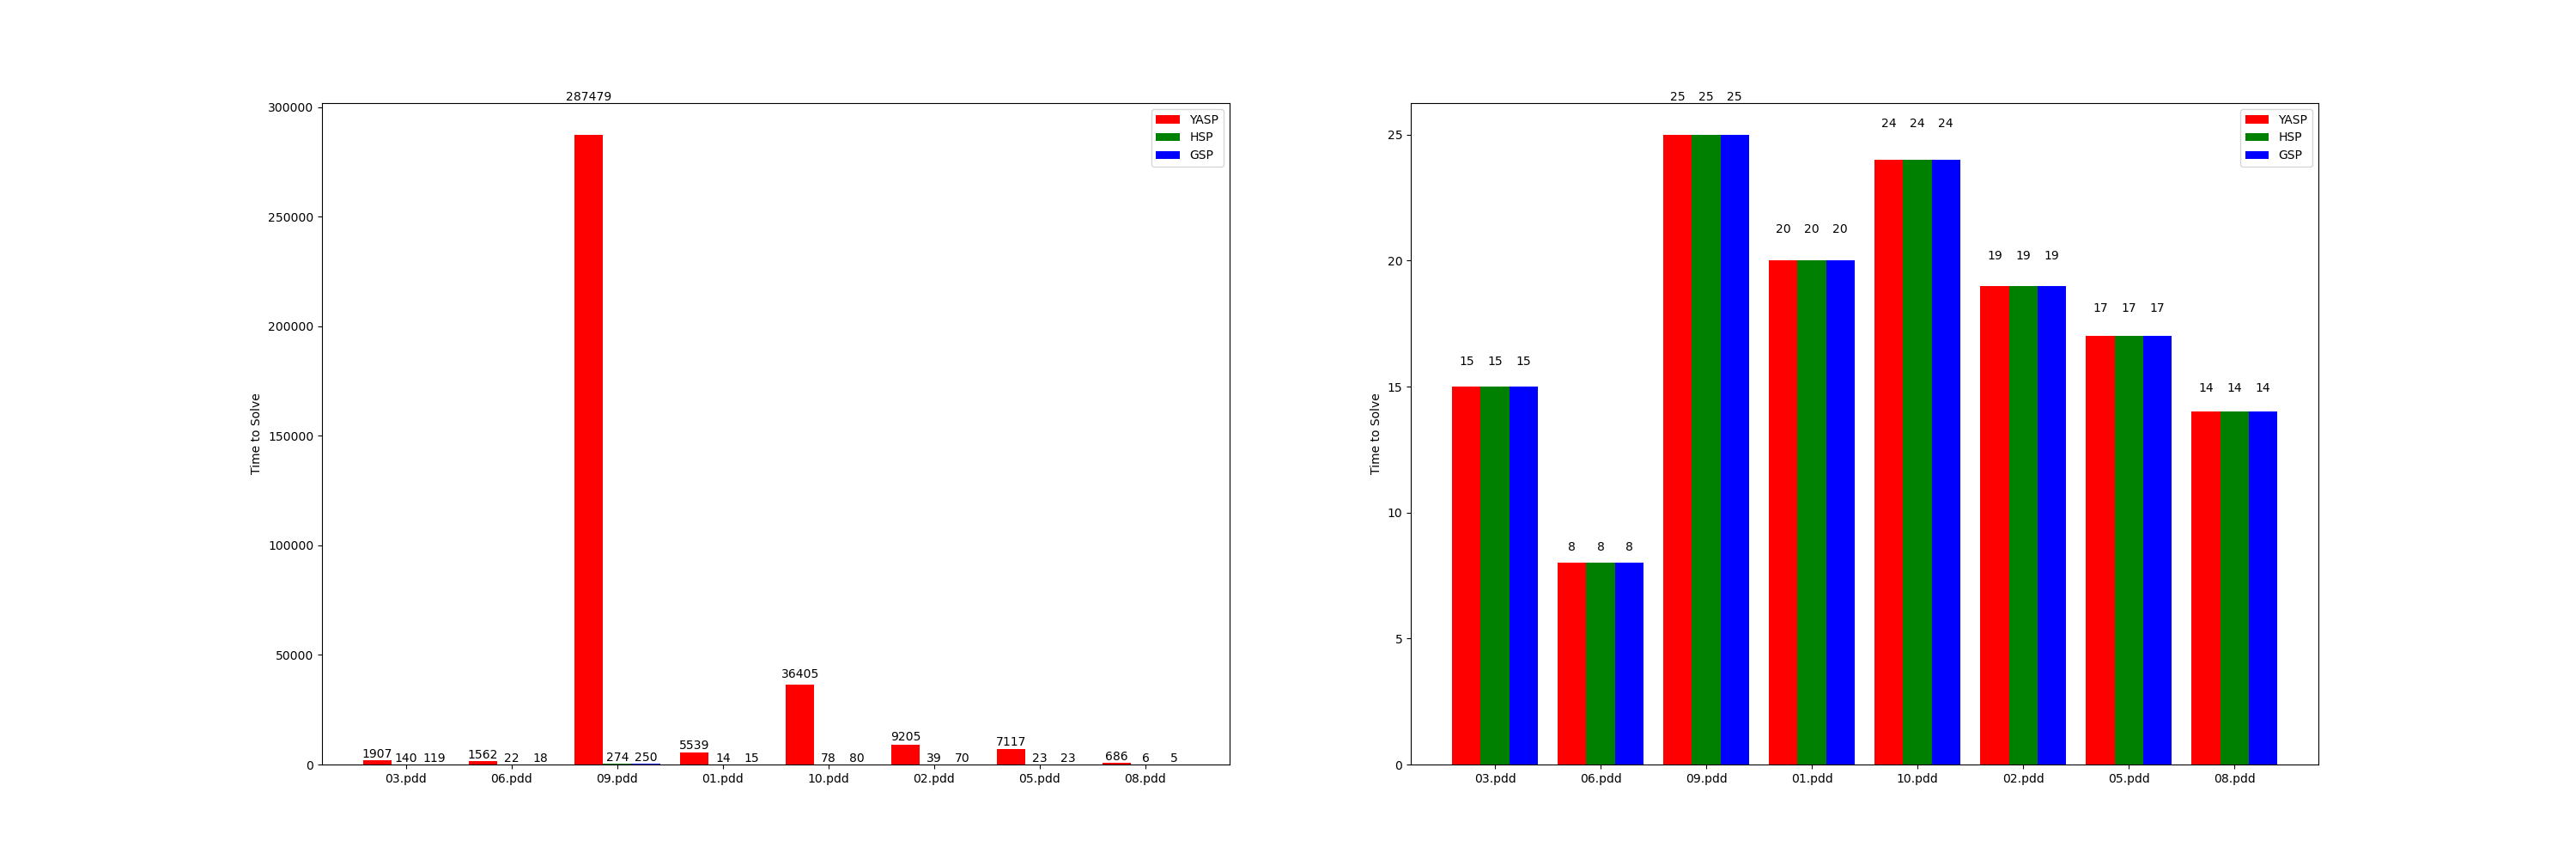 287479
300000
250000
200000
150000
100000
50000
0
Time to Solve
YASP
HSP
GSP
1907 140 119
1562 22 18
274 250
5539 14 15
36405 78 80
9205 39 70
7117 23 23
686 6 5
03.pdd 06.pdd 09.pdd 01.pdd 10.pdd 02.pdd 05.pdd 08.pdd
25
20
15
10
5
0
Time to Solve
YASP
HSP
GSP
15 15 15
8 8 8
25 25 25
20 20 20
24 24 24
19 19 19
17 17 17
14 14 14
03.pdd 06.pdd 09.pdd 01.pdd 10.pdd 02.pdd 05.pdd 08.pdd